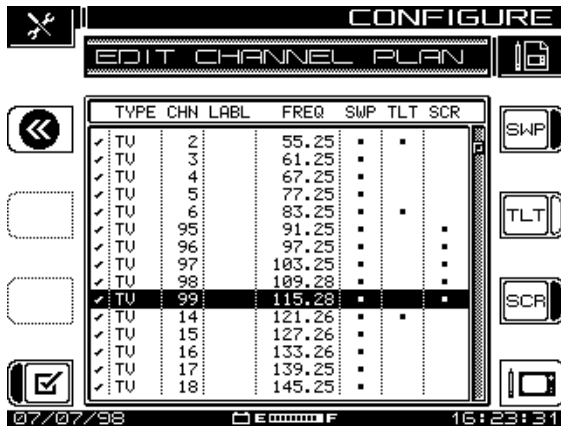 CONFIGURE
EDIT CHANNEL PLAN
TYPE CHN LABL FREQ SWP TLT SCR
TV 2 55.25
TV 3 61.25
TV 4 67.25
TV 5 77.25
TV 6 83.25
TV 95 91.25
TV 96 97.25
TV 97 103.25
TV 98 109.28
TV 99 115.28
TV 14 121.26
TV 15 127.26
TV 16 133.26
TV 17 139.25
TV 18 145.25
SWP
TLT
SCR
07/07/98 E F 16:23:31